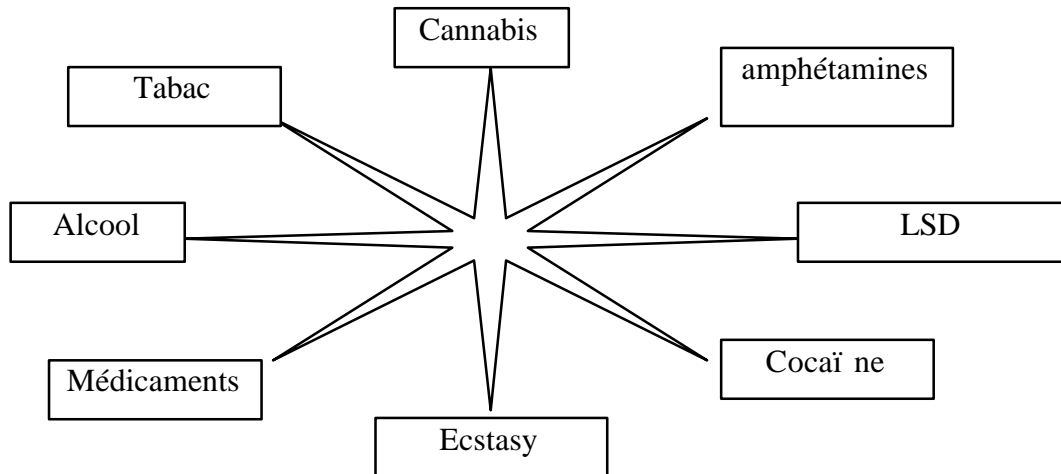 Cannabis
amphétamines
Tabac
Alcool
LSD
Médicaments
Cocaï ne
Ecstasy